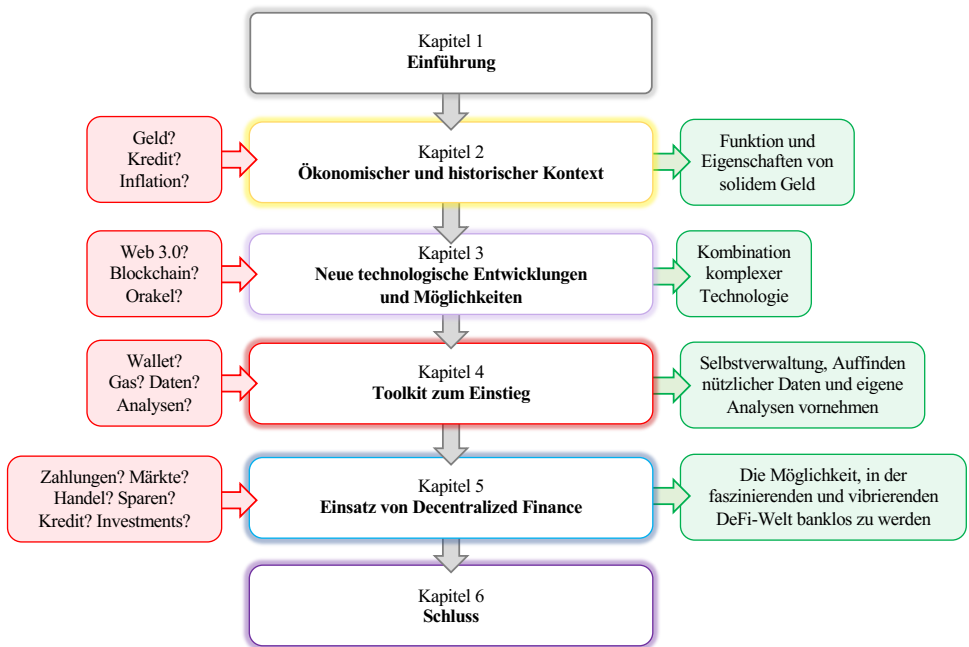 Kapitel 1
Einführung
Geld?
Kredit?
Inflation?
Kapitel 2
Ökonomischer und historischer Kontext
Funktion und
Eigenschaften von
solidem Geld
Web 3.0?
Blockchain?
Orakel?
Kapitel 3
Neue technologische Entwicklungen
und Möglichkeiten
Kombination
komplexer
Technologie
Wallet?
Gas? Daten?
Analysen?
Kapitel 4
Toolkit zum Einstieg
Selbstverwaltung, Auffinden
nützlicher Daten und eigene
Analysen vornehmen
Zahlungen? Märkte?
Handel? Sparen?
Kredit? Investments?
Kapitel 5
Einsatz von Decentralized Finance
Die Möglichkeit, in der
faszinierenden und vibrierenden
DeFi-Welt banklos zu werden
Kapitel 6
Schluss